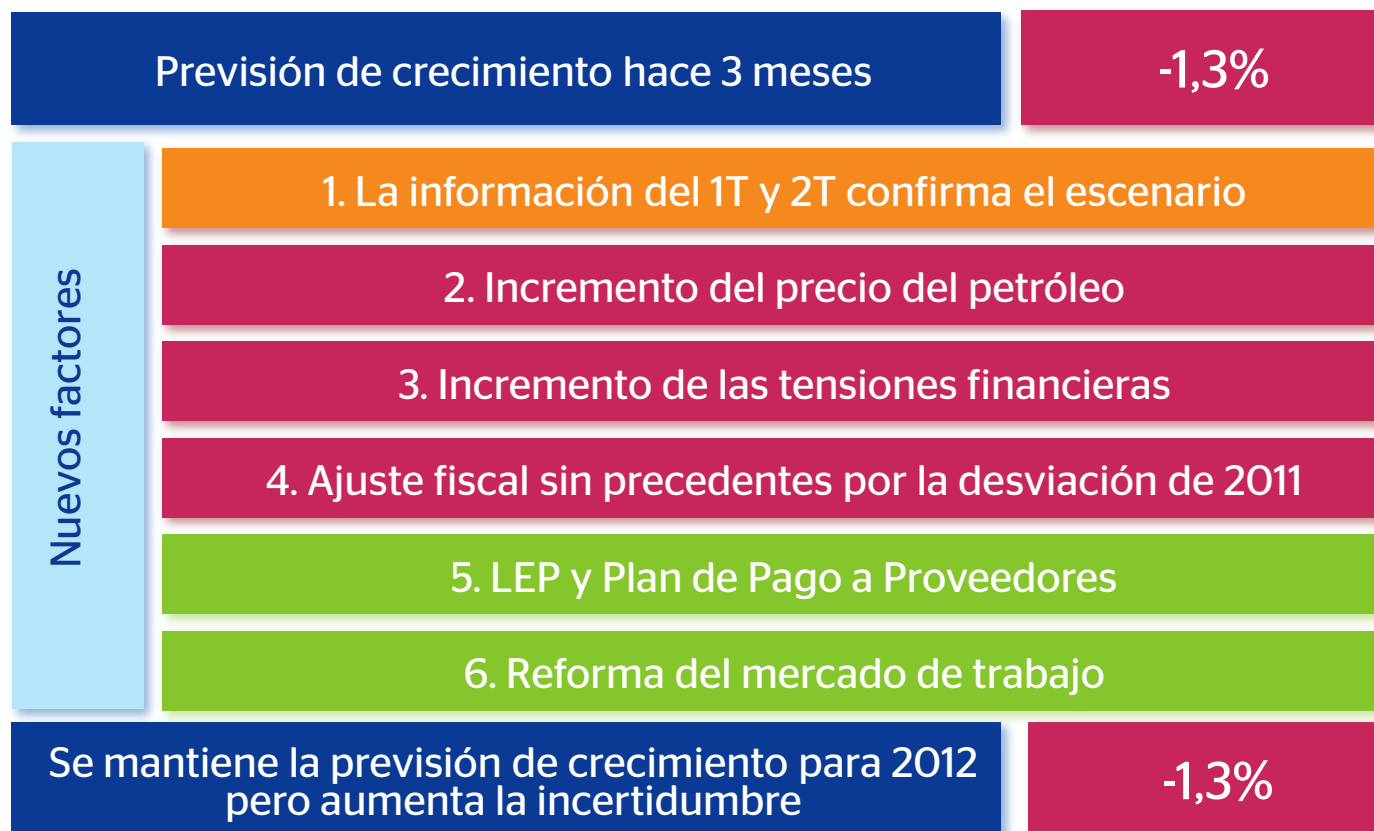 Previsión de crecimiento hace 3 meses
-1,3%
Nuevos factores
1. La información del 1T y 2T confirma el escenario
2. Incremento del precio del petróleo
3. Incremento de las tensiones financieras
4. Ajuste fiscal sin precedentes por la desviación de 2011
5. LEP y Plan de Pago a Proveedores
6. Reforma del mercado de trabajo
Se mantiene la previsión de crecimiento para 2012
pero aumenta la incertidumbre
-1,3%